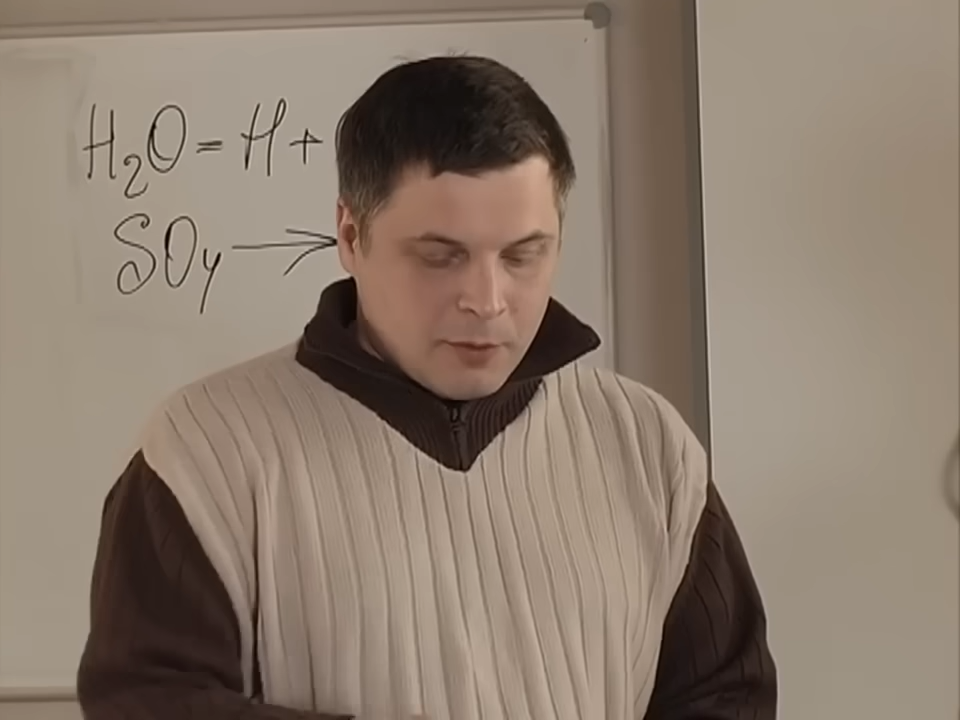 H₂O = H +
SO₄ →